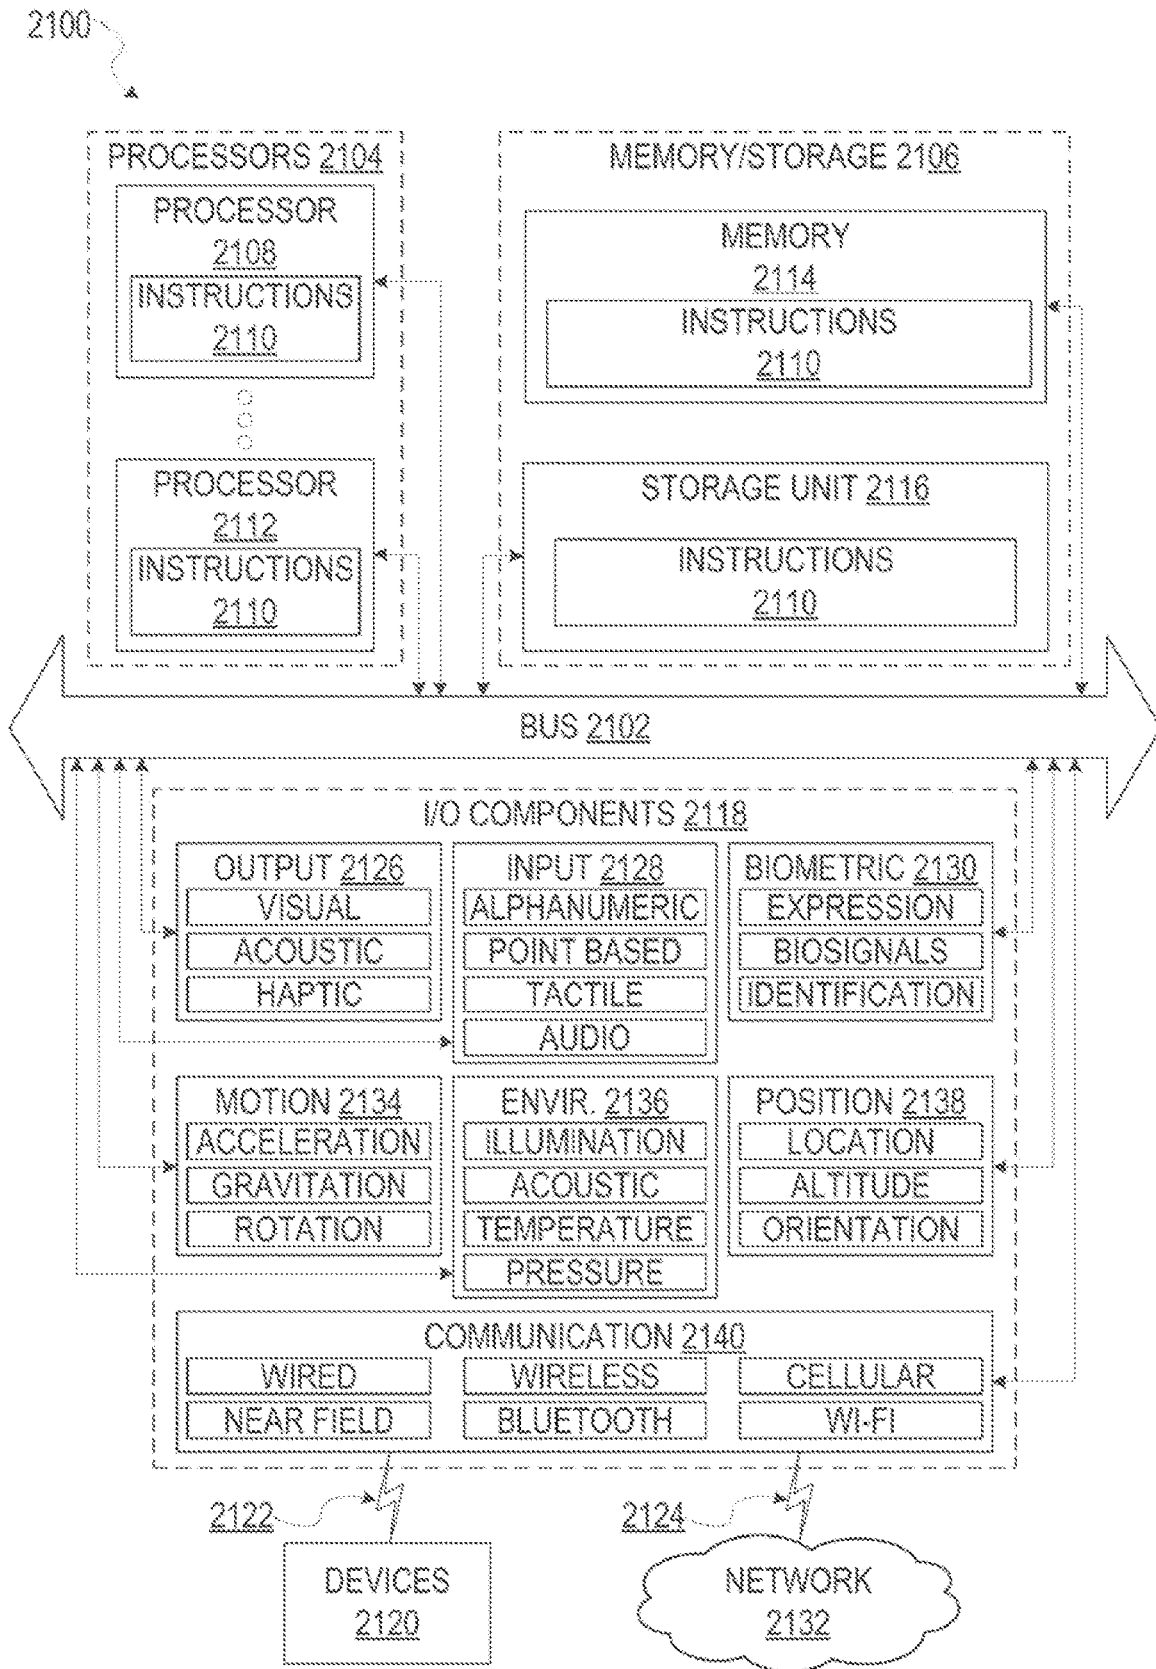 2100
PROCESSORS 2104
PROCESSOR
2108
INSTRUCTIONS
2110
PROCESSOR
2112
INSTRUCTIONS
2110
MEMORY/STORAGE 2106
MEMORY
2114
INSTRUCTIONS
2110
STORAGE UNIT 2116
INSTRUCTIONS
2110
BUS 2102
I/O COMPONENTS 2118
OUTPUT 2126
VISUAL
ACOUSTIC
HAPTIC
INPUT 2128
ALPHANUMERIC
POINT BASED
TACTILE
AUDIO
BIOMETRIC 2130
EXPRESSION
BIOSIGNALS
IDENTIFICATION
MOTION 2134
ACCELERATION
GRAVITATION
ROTATION
ENVIR. 2136
ILLUMINATION
ACOUSTIC
TEMPERATURE
PRESSURE
POSITION 2138
LOCATION
ALTITUDE
ORIENTATION
COMMUNICATION 2140
WIRED
WIRELESS
CELLULAR
NEAR FIELD
BLUETOOTH
WI-FI
2122
2124
DEVICES
2120
NETWORK
2132